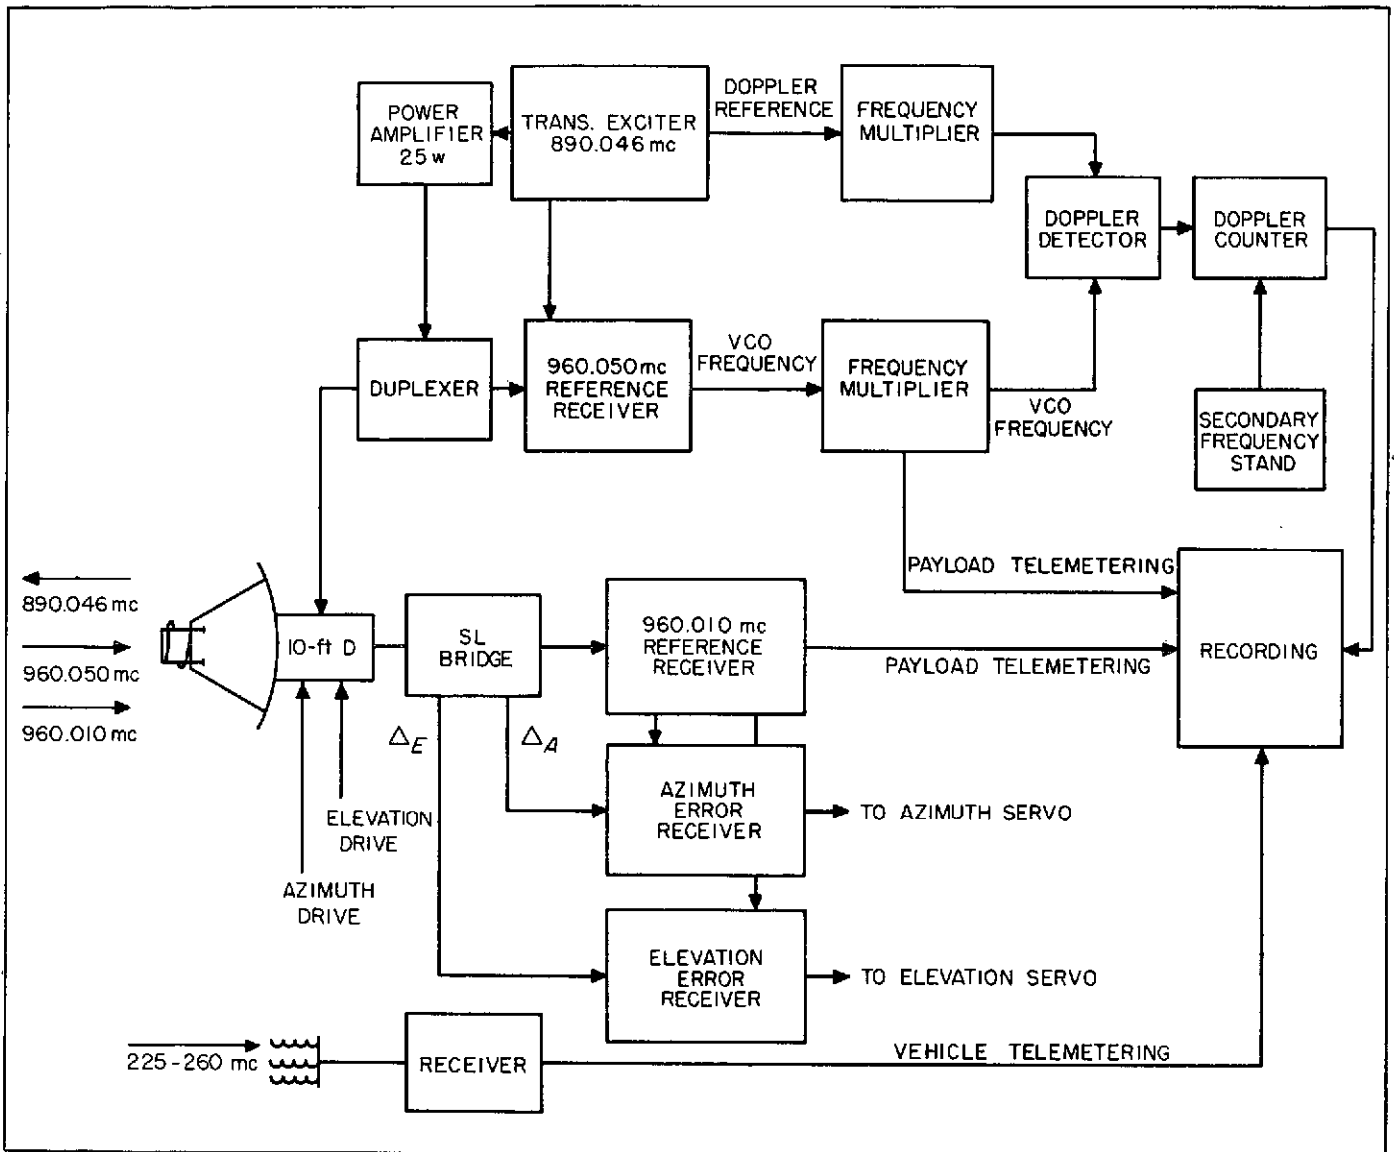 POWER
AMPLIFIER
25 w
TRANS. EXCITER
890.046 mc
DOPPLER
REFERENCE
FREQUENCY
MULTIPLIER
DOPPLER
DETECTOR
DOPPLER
COUNTER
DUPLEXER
960.050 mc
REFERENCE
RECEIVER
VCO
FREQUENCY
FREQUENCY
MULTIPLIER
VCO
FREQUENCY
SECONDARY
FREQUENCY
STAND
890.046 mc
960.050 mc
960.010 mc
10-ft D
SL
BRIDGE
960.010 mc
REFERENCE
RECEIVER
PAYLOAD TELEMETERING
PAYLOAD TELEMETERING
RECORDING
ΔE
ΔA
ELEVATION
DRIVE
AZIMUTH
DRIVE
AZIMUTH
ERROR
RECEIVER
TO AZIMUTH SERVO
ELEVATION
ERROR
RECEIVER
TO ELEVATION SERVO
225-260 mc
RECEIVER
VEHICLE TELEMETERING